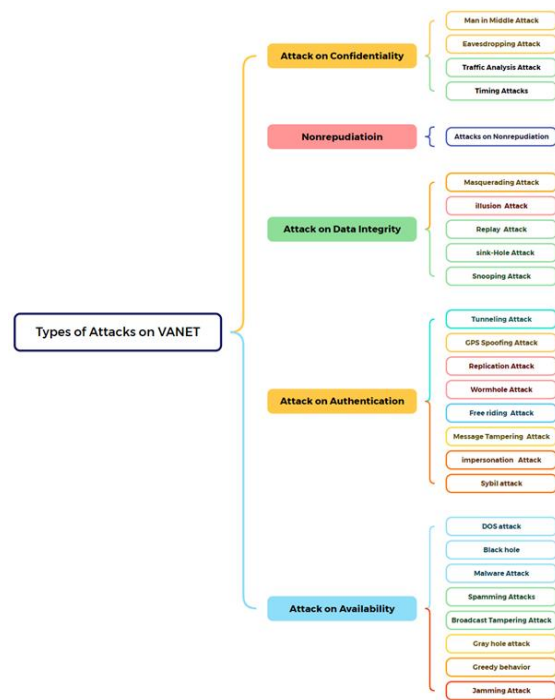 Types of Attacks on VANET
Attack on Confidentiality
Man in Middle Attack
Eavesdropping Attack
Traffic Analysis Attack
Timing Attacks
Nonrepudiatioin
Attacks on Nonrepudiation
Attack on Data Integrity
Masquerading Attack
illusion Attack
Replay Attack
sink-Hole Attack
Snooping Attack
Attack on Authentication
Tunneling Attack
GPS Spoofing Attack
Replication Attack
Wormhole Attack
Free riding Attack
Message Tampering Attack
impersonation Attack
Sybil attack
Attack on Availability
DOS attack
Black hole
Malware Attack
Spamming Attacks
Broadcast Tampering Attack
Gray hole attack
Greedy behavior
Jamming Attack